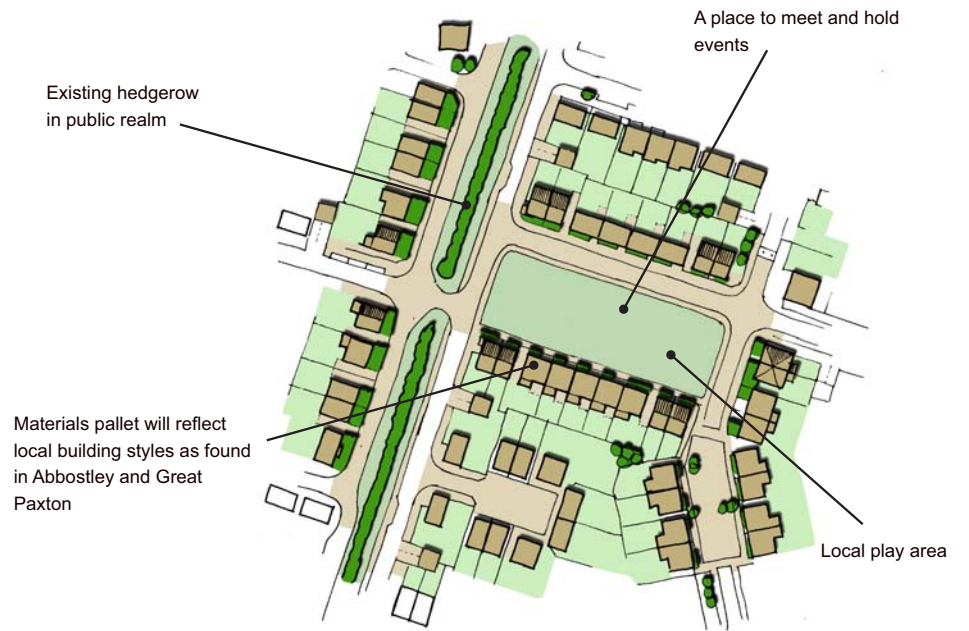 A place to meet and hold
events
Existing hedgerow
in public realm
Materials pallet will reflect
local building styles as found
in Abbostley and Great
Paxton
Local play area